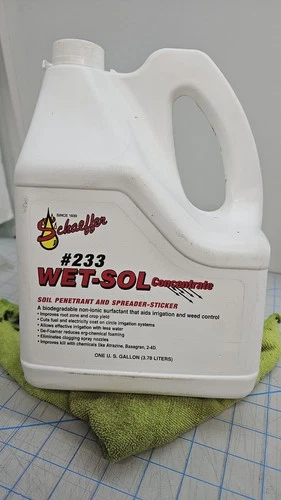 SINCE 1839
Schaeffer
#233
WET-SOL Concentrate
SOIL PENETRANT AND SPREADER-STICKER
A biodegradable non-ionic surfactant that aids irrigation and weed control
• Improves root zone and crop yield
• Cuts fuel and electricity cost on circle irrigation systems
• Allows effective irrigation with less water
• De-Foamer reduces arg-chemical foaming
• Eliminates clogging spray nozzles
• Improves kill with chemicals like Atrazine, Basagran, 2-4D.
ONE U. S. GALLON (3.78 LITERS)